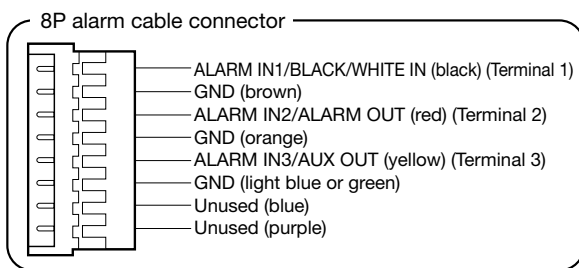 8P alarm cable connector
ALARM IN1/BLACK/WHITE IN (black) (Terminal 1)
GND (brown)
ALARM IN2/ALARM OUT (red) (Terminal 2)
GND (orange)
ALARM IN3/AUX OUT (yellow) (Terminal 3)
GND (light blue or green)
Unused (blue)
Unused (purple)